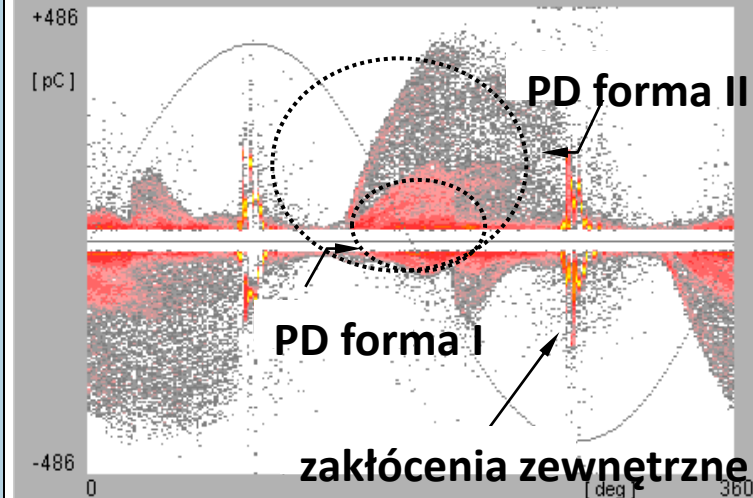 +486
[pC]
PD forma II
PD forma I
zakłócenia zewnętrzne
-486
0
[deg]
360